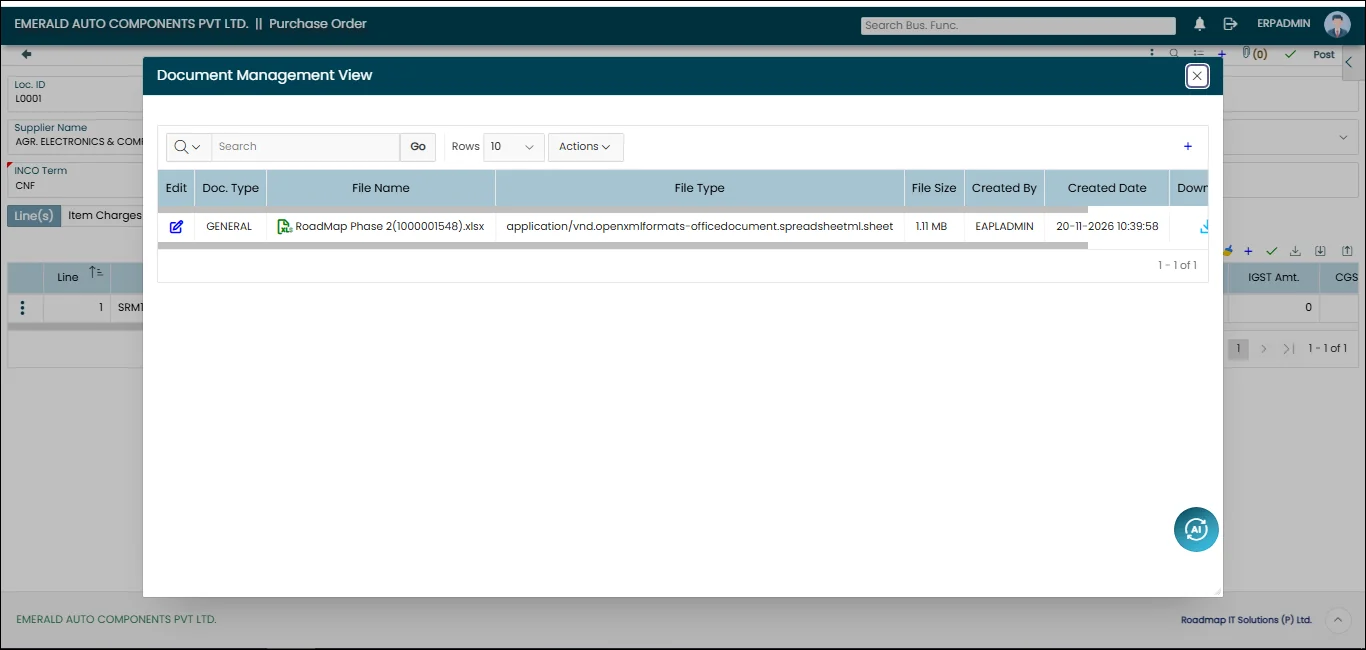 EMERALD AUTO COMPONENTS PVT LTD. || Purchase Order
Search Bus. Func.
ERPADMIN
(0)
Post
Document Management View
Loc. ID
L0001
Supplier Name
AGR. ELECTRONICS & COM
INCO Term
CNF
Line(s)
Item Charges
Search
Go
Rows
10
Actions
Edit
Doc. Type
File Name
File Type
File Size
Created By
Created Date
Down
GENERAL
RoadMap Phase 2(1000001548).xlsx
application/vnd.openxmlformats-officedocument.spreadsheetml.sheet
1.11 MB
EAPLADMIN
20-11-2026 10:39:58
1 - 1 of 1
Line
IGST Amt.
CGS
1
SRM1
0
1
1 - 1 of 1
AI
EMERALD AUTO COMPONENTS PVT LTD.
Roadmap IT Solutions (P) Ltd.